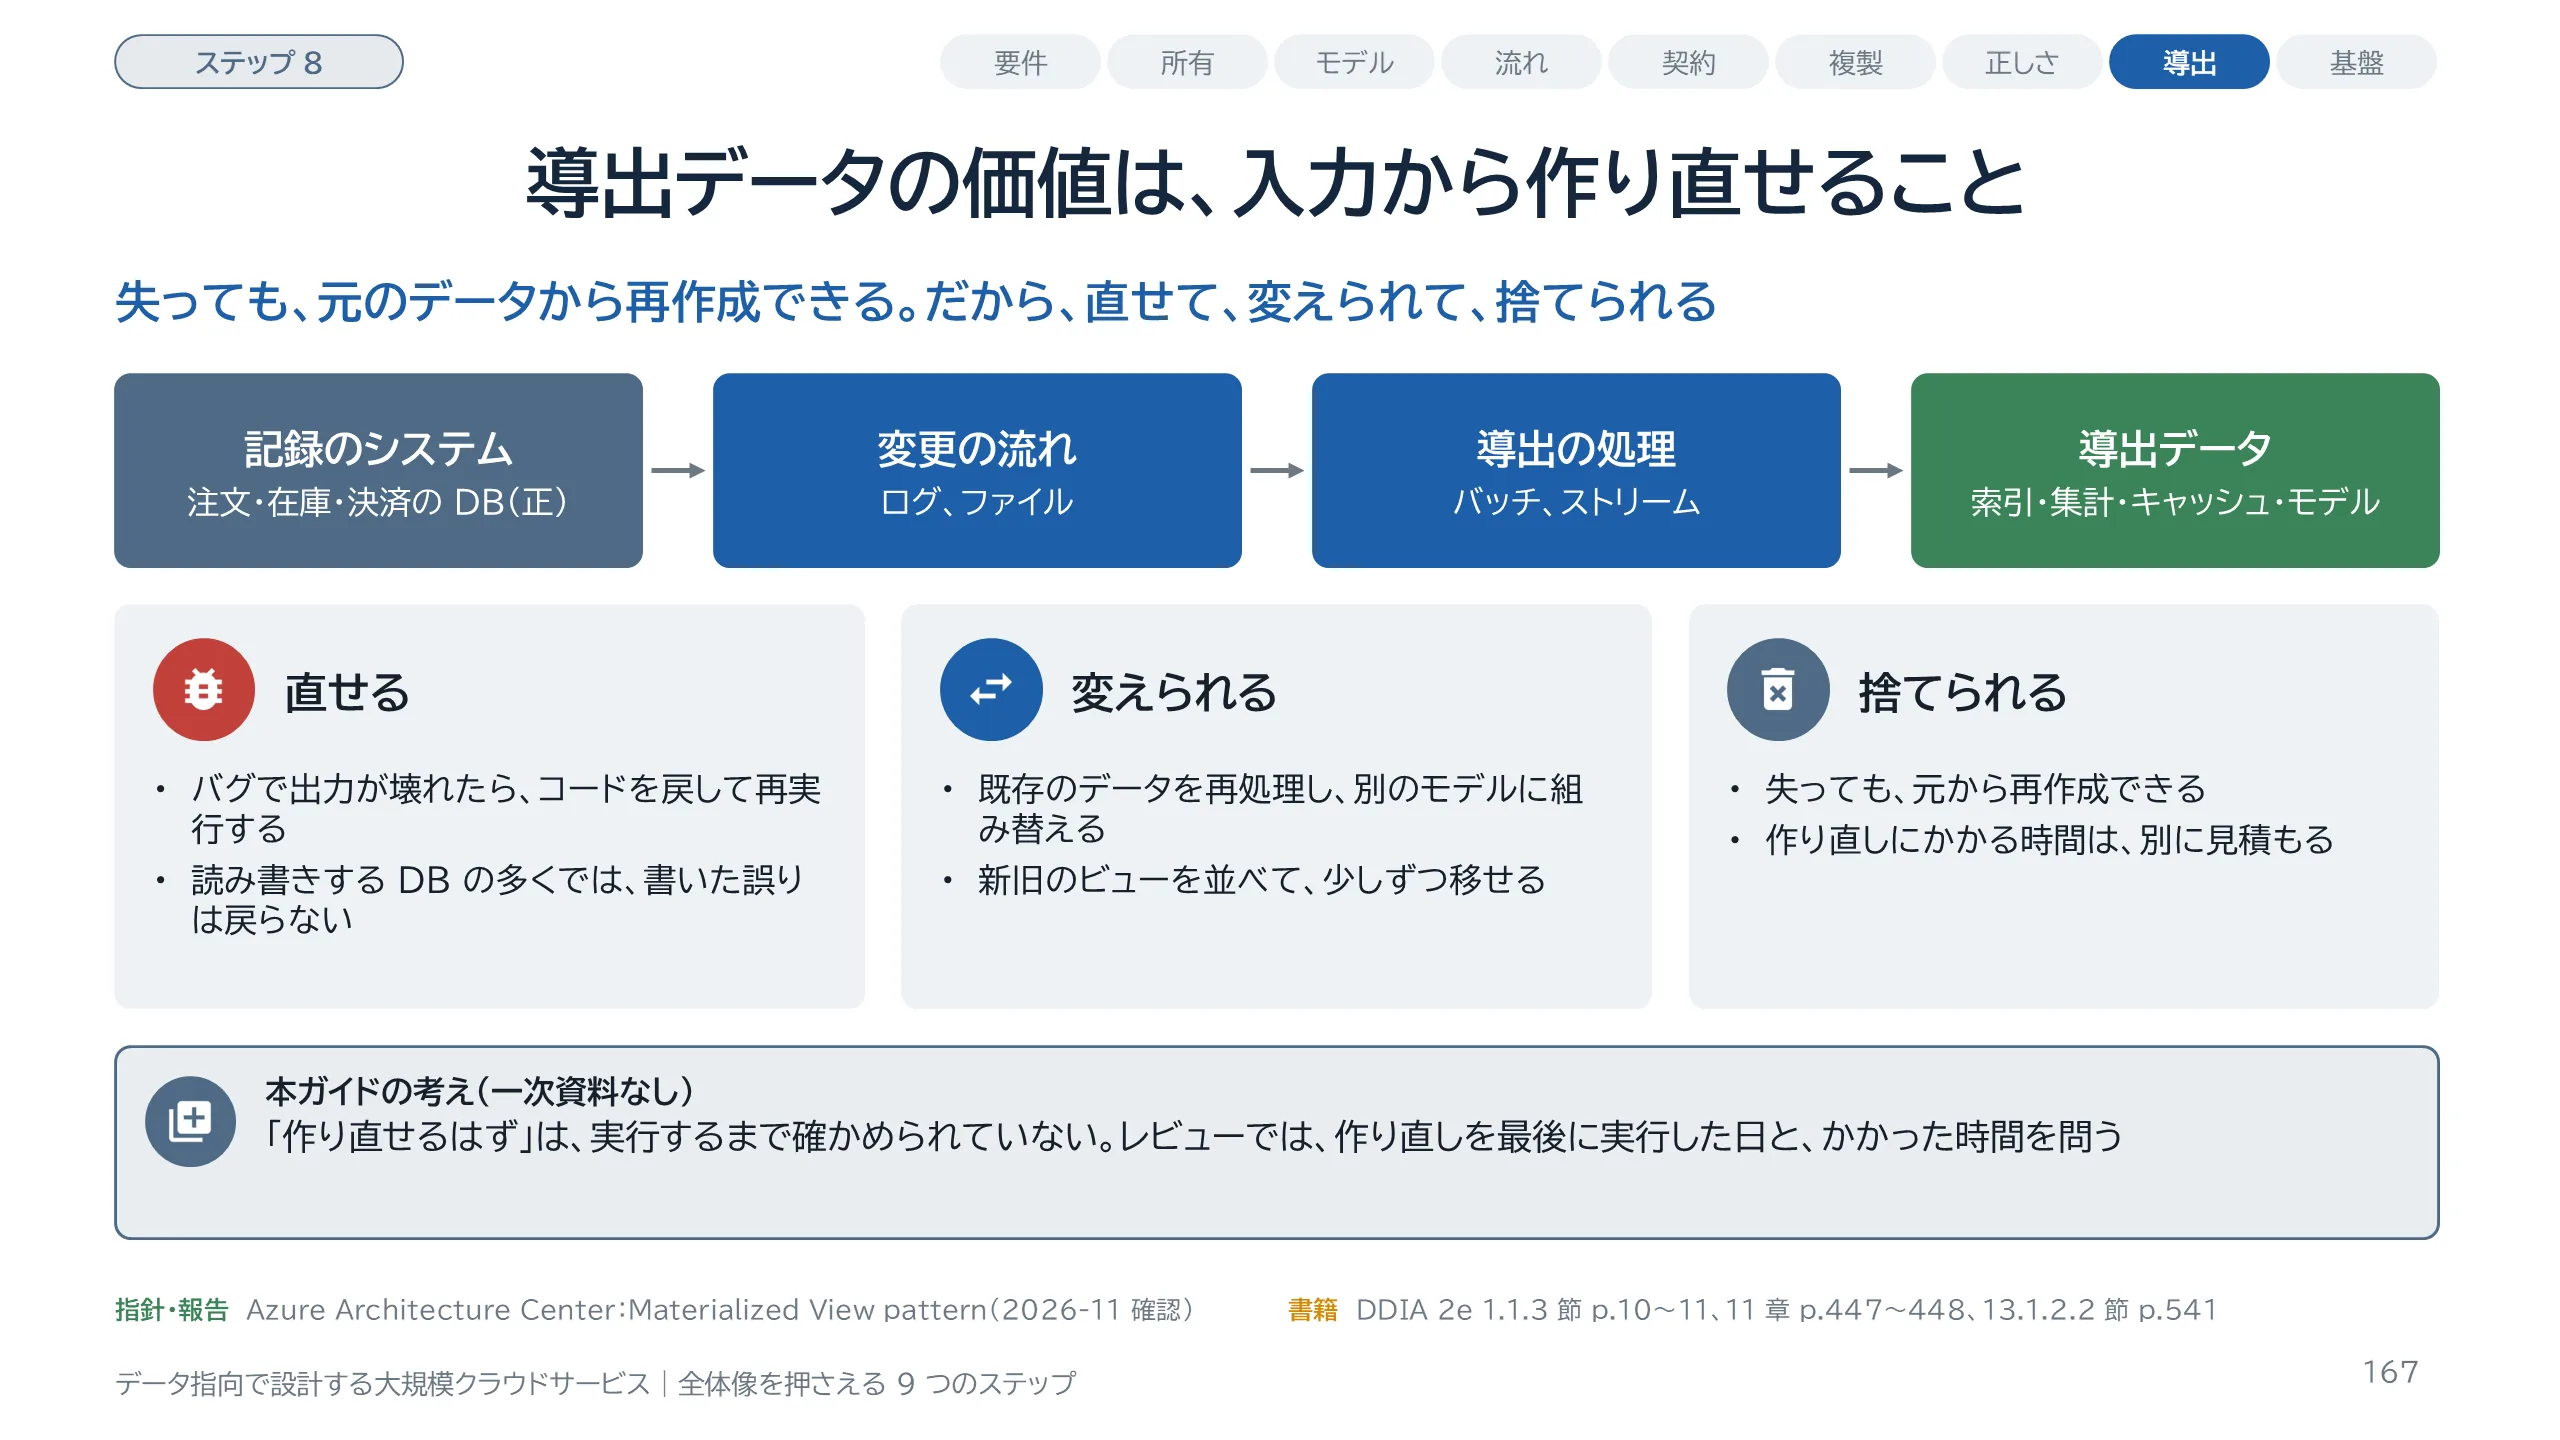 ステップ 8
要件
所有
モデル
流れ
契約
複製
正しさ
導出
基盤
導出データの価値は、入力から作り直せること
失っても、元のデータから再作成できる。だから、直せて、変えられて、捨てられる
記録のシステム
注文・在庫・決済の DB(正)
変更の流れ
ログ、ファイル
導出の処理
バッチ、ストリーム
導出データ
索引・集計・キャッシュ・モデル
直せる
• バグで出力が壊れたら、コードを戻して再実
行する
• 読み書きする DB の多くでは、書いた誤り
は戻らない
変えられる
• 既存のデータを再処理し、別のモデルに組
み替える
• 新旧のビューを並べて、少しずつ移せる
捨てられる
• 失っても、元から再作成できる
• 作り直しにかかる時間は、別に見積もる
本ガイドの考え(一次資料なし)
「作り直せるはず」は、実行するまで確かめられていない。レビューでは、作り直しを最後に実行した日と、かかった時間を問う
指針・報告 Azure Architecture Center:Materialized View pattern(2026-11 確認)
書籍 DDIA 2e 1.1.3 節 p.10〜11、11 章 p.447〜448、13.1.2.2 節 p.541
データ指向で設計する大規模クラウドサービス|全体像を押さえる 9 つのステップ
167